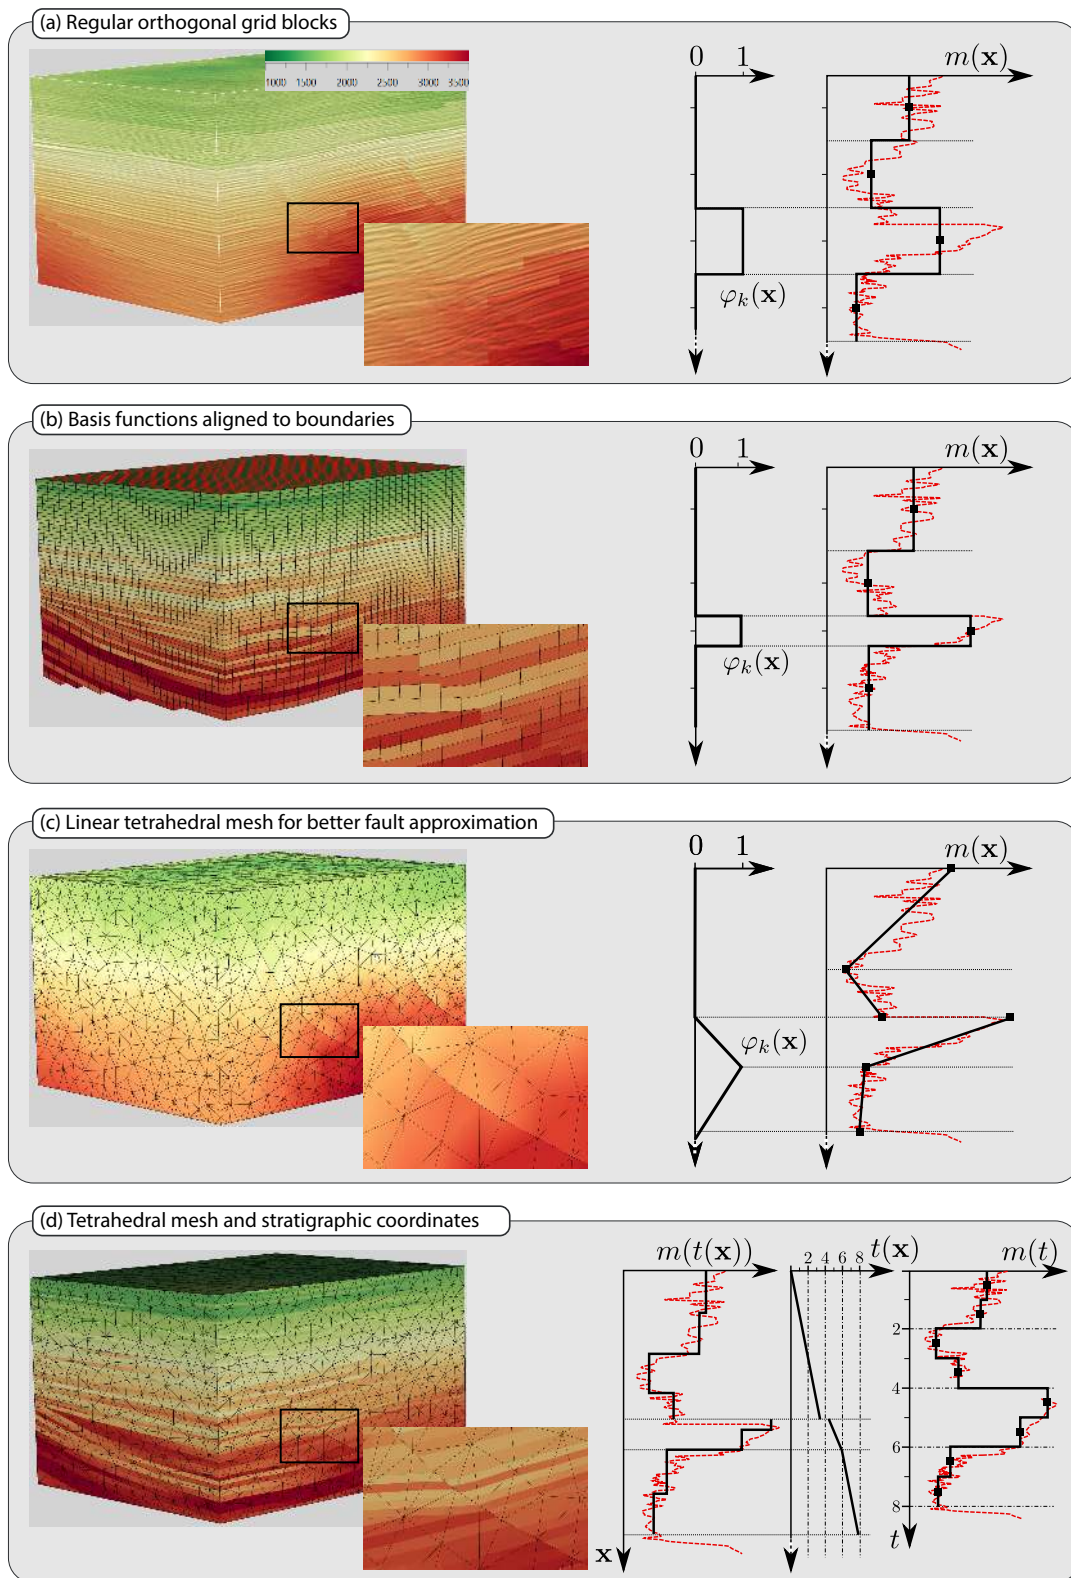 (a) Regular orthogonal grid blocks
1000 1500 2000 2500 3000 3500
0 1 m(x)
φk(x)
(b) Basis functions aligned to boundaries
0 1 m(x)
φk(x)
(c) Linear tetrahedral mesh for better fault approximation
0 1 m(x)
φk(x)
(d) Tetrahedral mesh and stratigraphic coordinates
m(t(x)) t(x) m(t)
2 4 6 8
2
4
6
8
x t